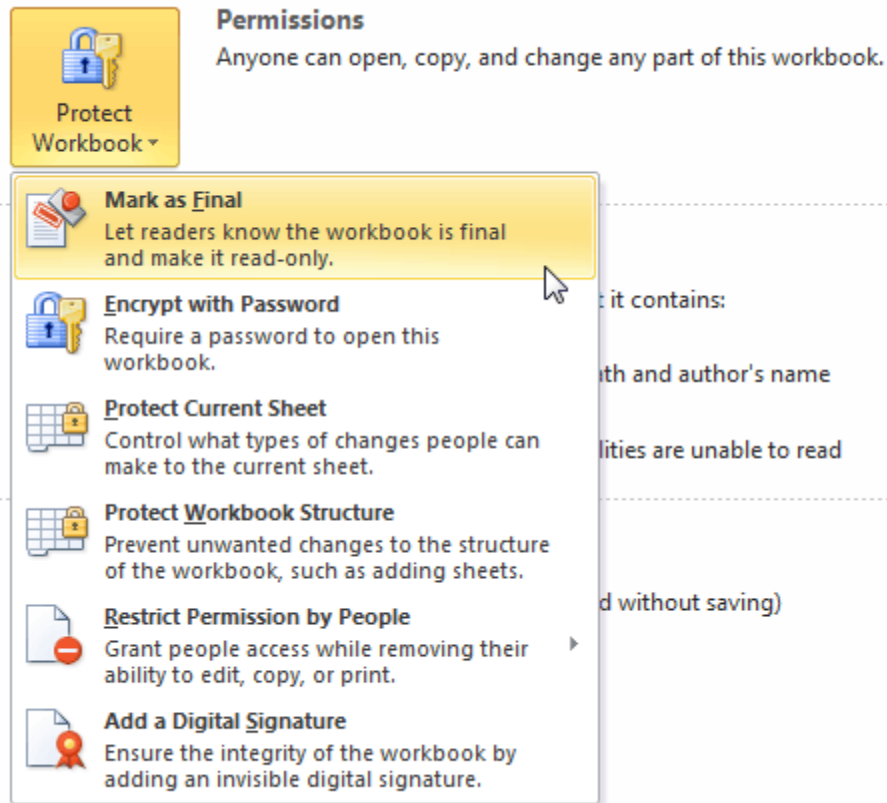 Permissions
Anyone can open, copy, and change any part of this workbook.
Protect
Workbook
Mark as Final
Let readers know the workbook is final
and make it read-only.
it contains:
Encrypt with Password
Require a password to open this
workbook.
and author's name
Protect Current Sheet
Control what types of changes people can
make to the current sheet.
are unable to read
Protect Workbook Structure
Prevent unwanted changes to the structure
of the workbook, such as adding sheets.
without saving)
Restrict Permission by People
Grant people access while removing their
ability to edit, copy, or print.
Add a Digital Signature
Ensure the integrity of the workbook by
adding an invisible digital signature.